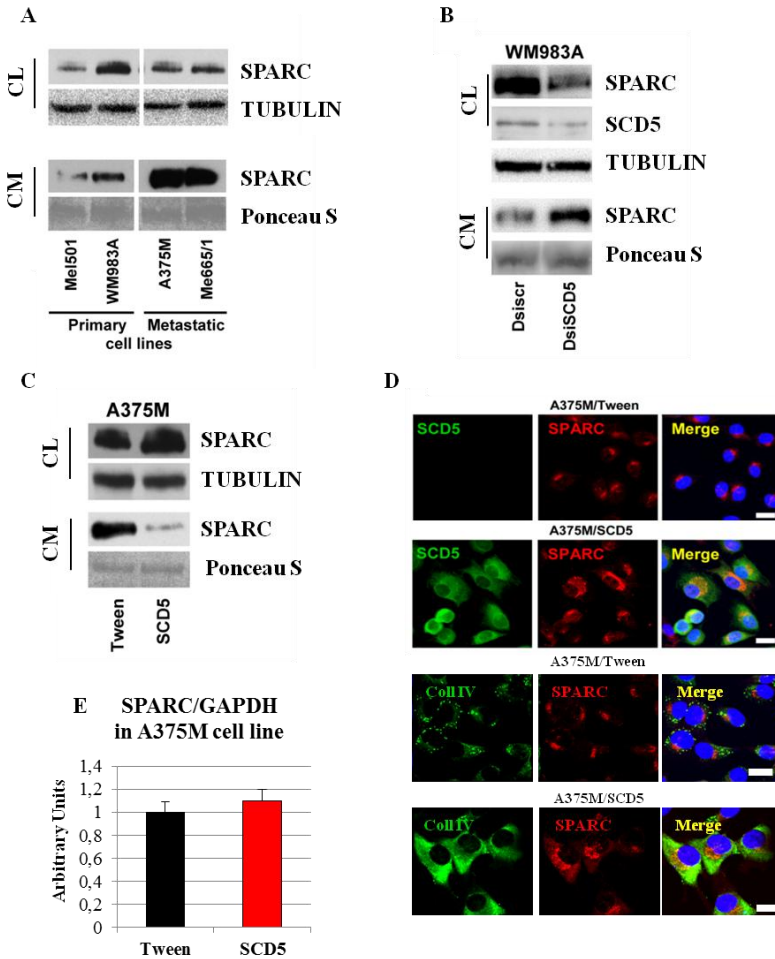 A
CL
SPARC
TUBULIN
CM
SPARC
Ponceau S
Mel501
WM983A
A375M
Me665/1
Primary
Metastatic
cell lines
B
WM983A
CL
SPARC
SCD5
TUBULIN
CM
SPARC
Ponceau S
Dsiscr
DsiSCD5
C
A375M
CL
SPARC
TUBULIN
CM
SPARC
Ponceau S
Tween
SCD5
D
A375M/Tween
SCD5
SPARC
Merge
A375M/SCD5
SCD5
SPARC
Merge
A375M/Tween
Coll IV
SPARC
Merge
A375M/SCD5
Coll IV
SPARC
Merge
E
SPARC/GAPDH
in A375M cell line
Arbitrary Units
1,4
1,2
1
0,8
0,6
0,4
0,2
0
Tween
SCD5